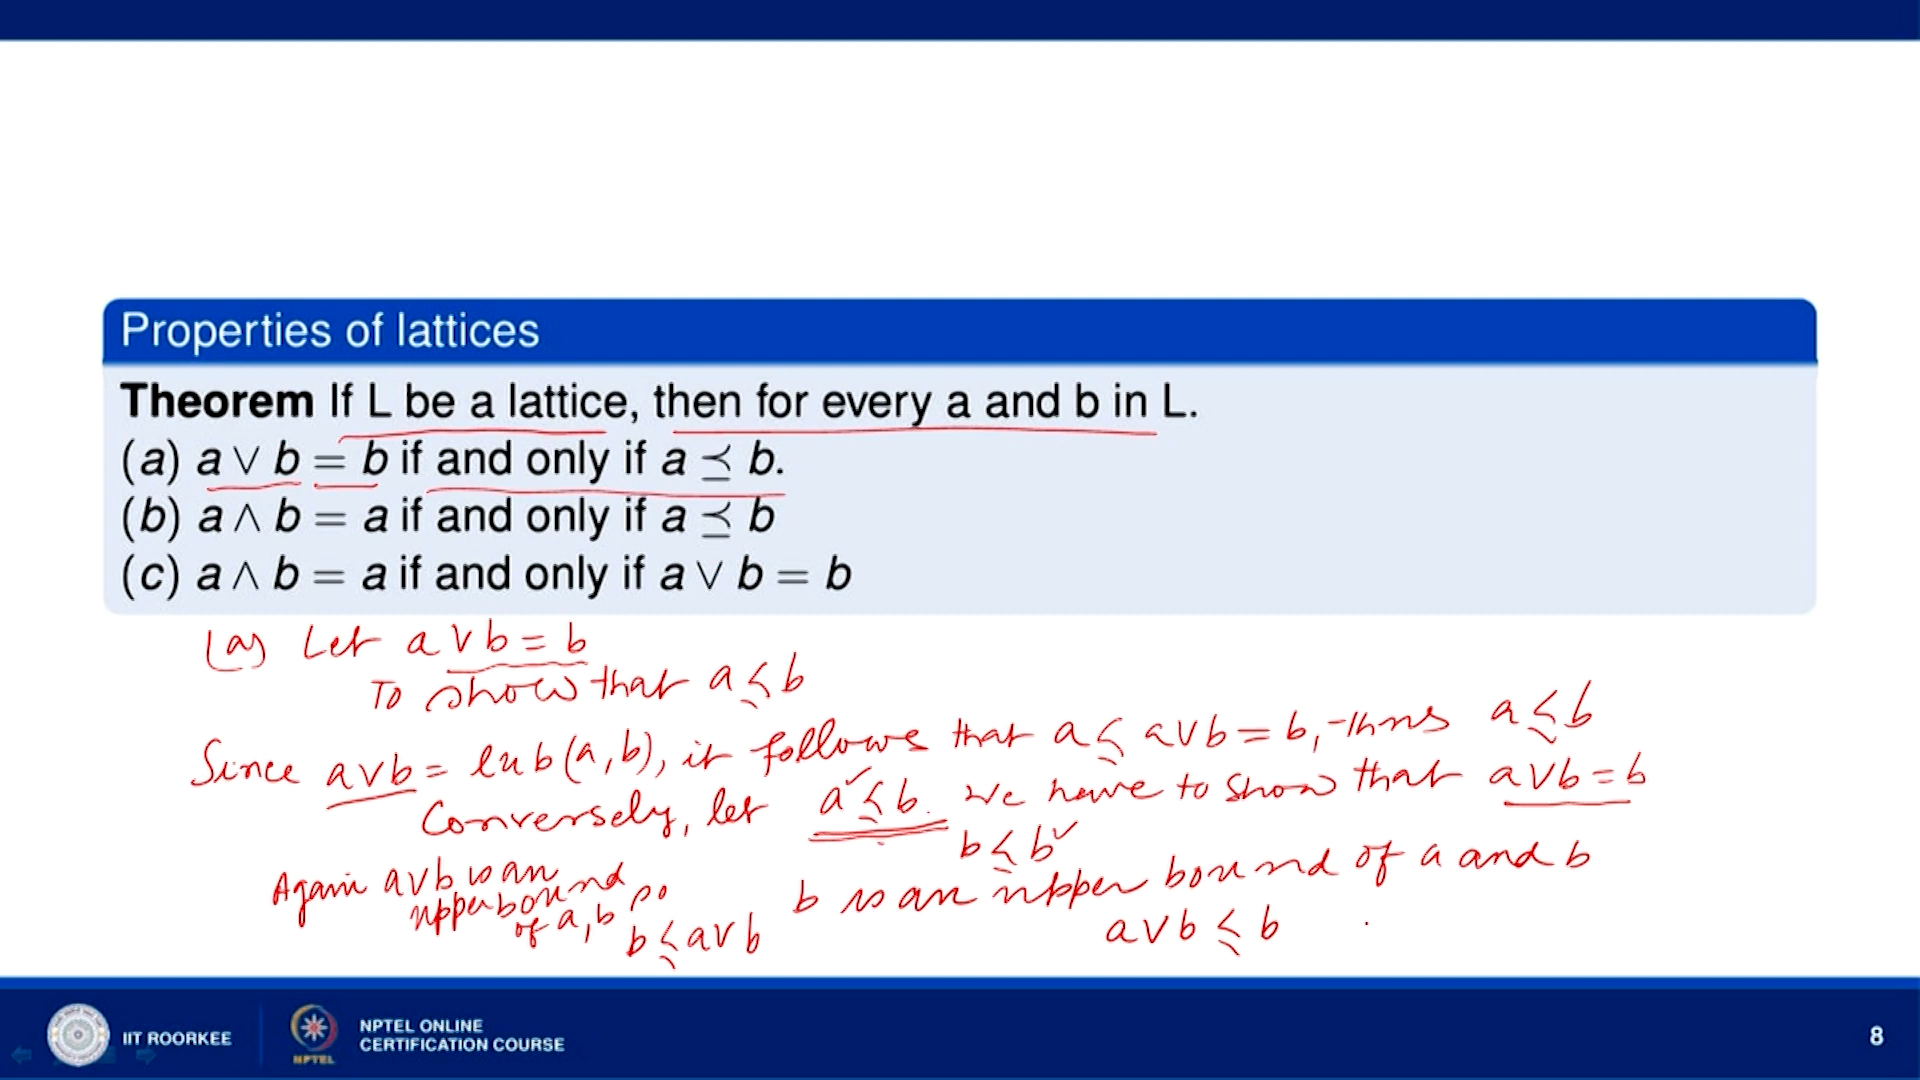 Properties of lattices
Theorem If L be a lattice, then for every a and b in L.
(a) a ∨ b = b if and only if a ⪯ b.
(b) a ∧ b = a if and only if a ⪯ b
(c) a ∧ b = a if and only if a ∨ b = b
(a) Let a ∨ b = b
To show that a ≤ b
Since a ∨ b = lub(a, b), it follows that a ≤ a ∨ b = b, thus a ≤ b
Conversely, let a ≤ b. We have to show that a ∨ b = b
b ≤ b
b is an upper bound of a and b
a ∨ b ≤ b
Again a ∨ b is an
upper bound
of a, b so
b ≤ a ∨ b
IIT ROORKEE
NPTEL
NPTEL ONLINE
CERTIFICATION COURSE
8